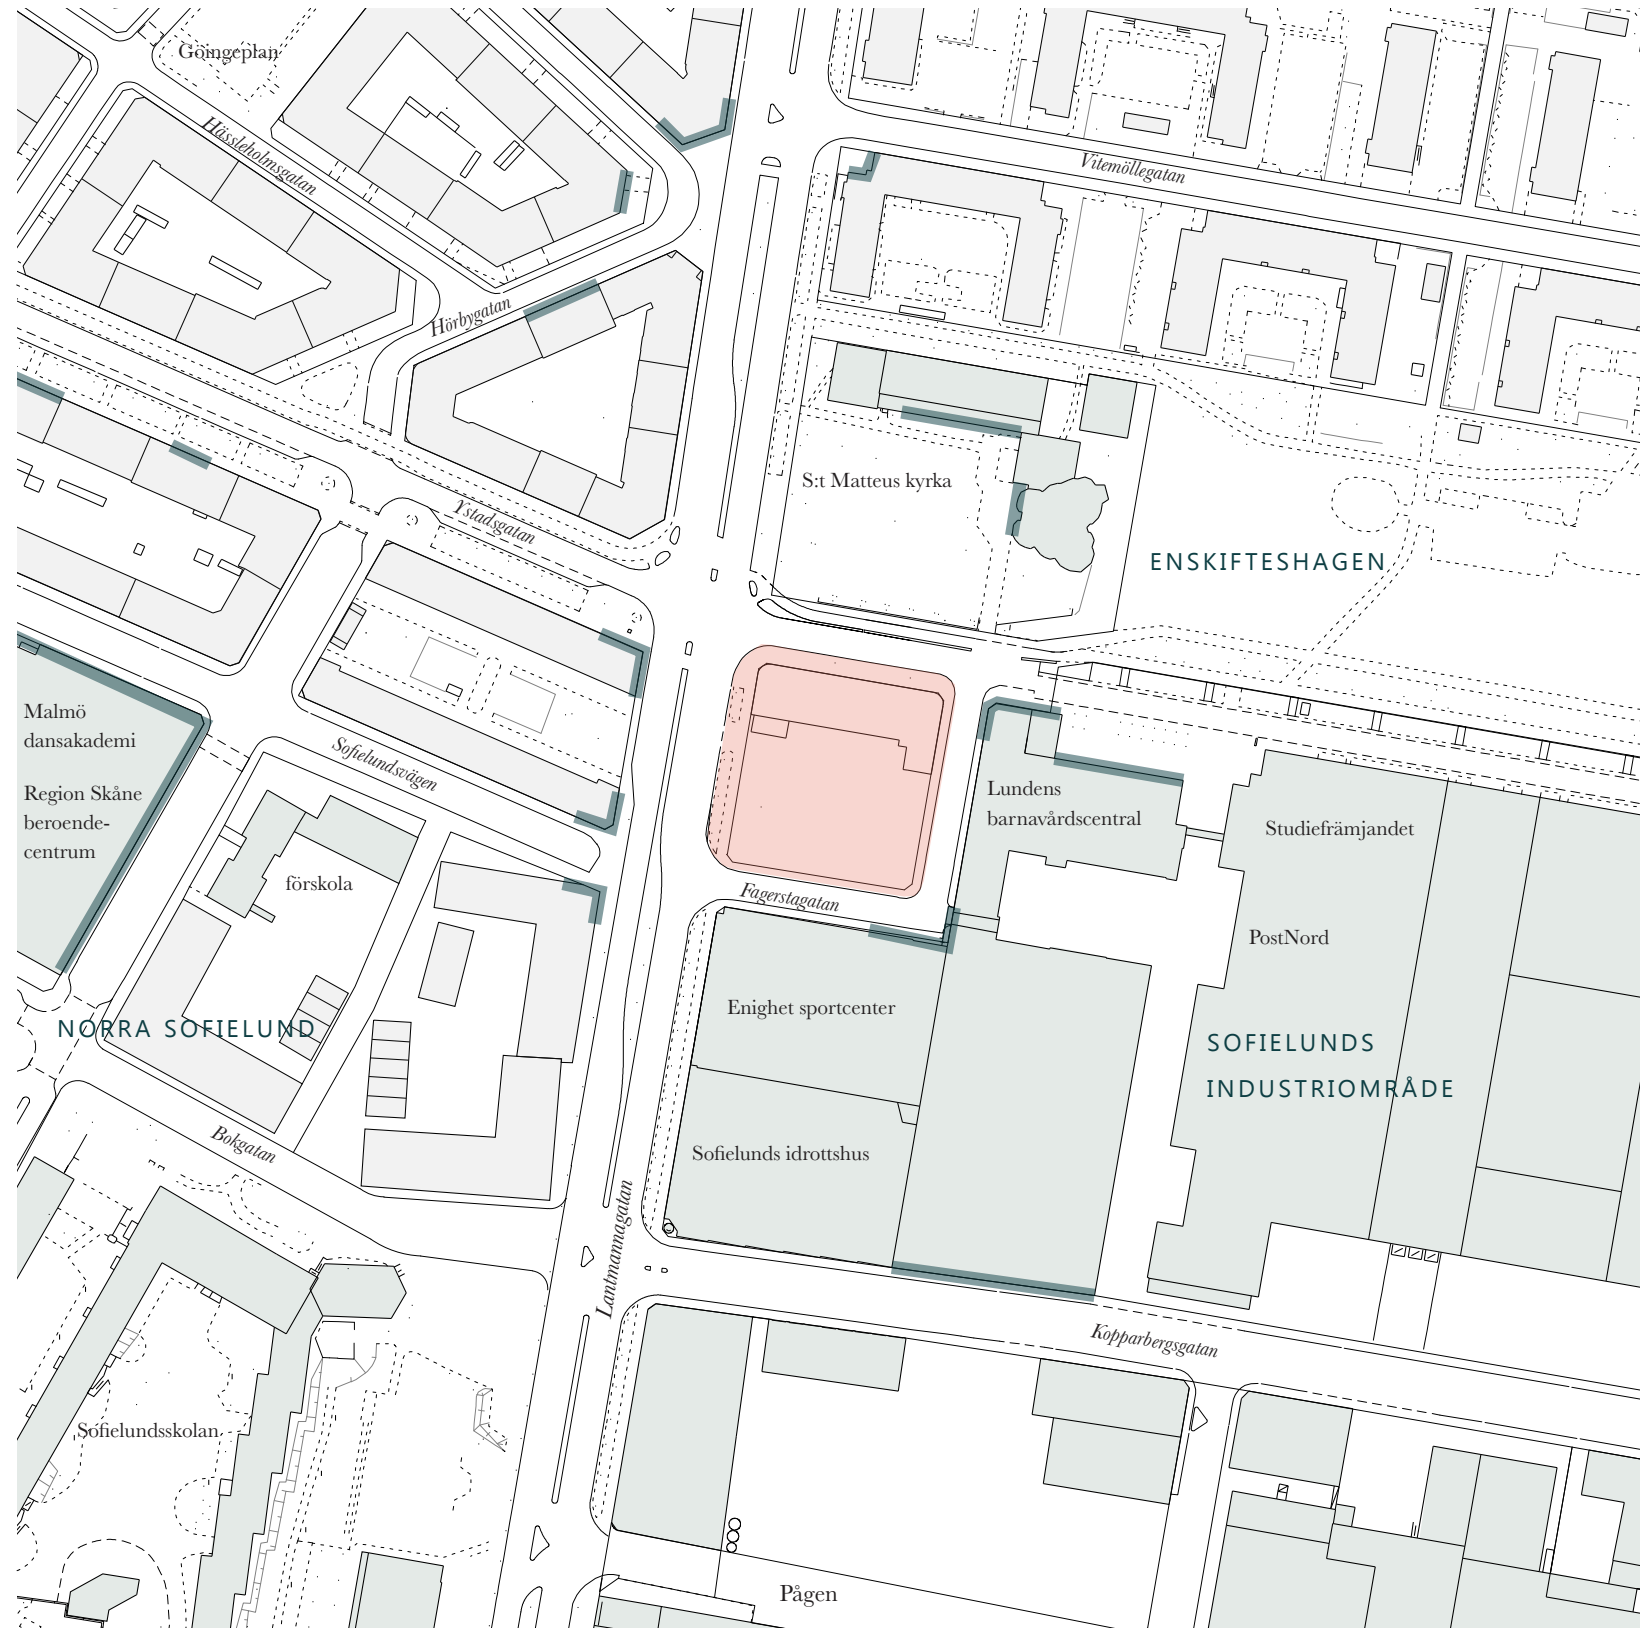 Göingeplan
Hässleholmsgatan
Vitemöllegatan
Hörbygatan
S:t Matteus kyrka
Ystadsgatan
ENSKIFTESHAGEN
Malmö
dansakademi
Region Skåne
beroende-
centrum
Sofielundsvägen
Lundens
barnavårdscentral
Studiefrämjandet
förskola
Fagerstagatan
PostNord
Enighet sportcenter
NORRA SOFIELUND
SOFIELUNDS
INDUSTRIOMRÅDE
Bokgatan
Sofielunds idrottshus
Lantmannagatan
Kopparbergsgatan
Sofielundsskolan
Pågen